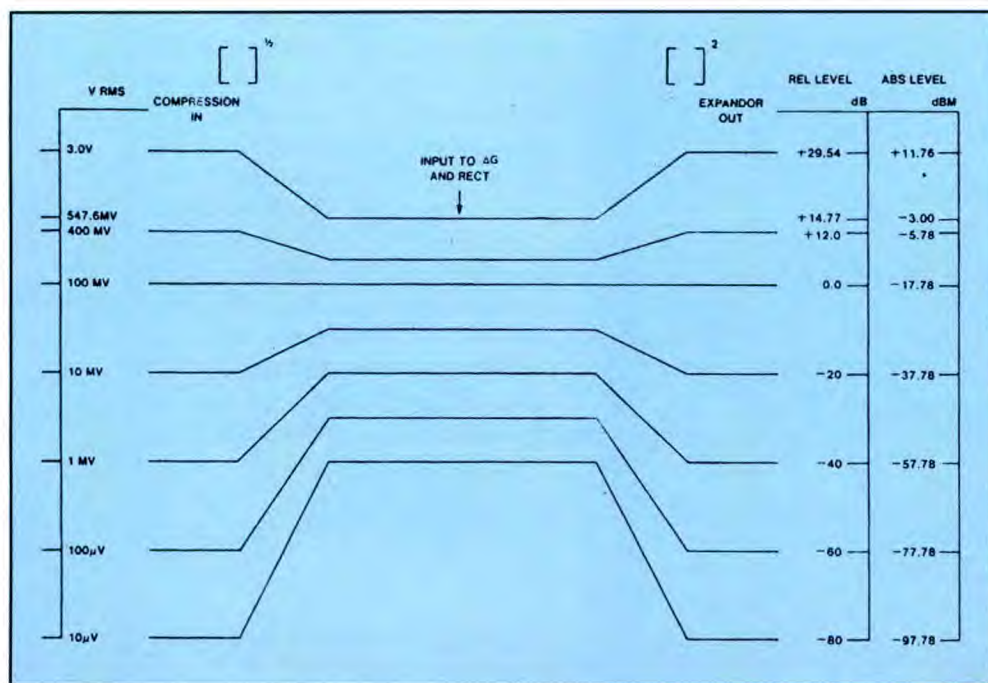 [ ]½
[ ]2
V RMS
COMPRESSION
IN
EXPANDOR
OUT
REL LEVEL
dB
ABS LEVEL
dBM
INPUT TO ΔG
AND RECT
3.0V
547.6MV
400 MV
100 MV
10 MV
1 MV
100µV
10µV
+29.54
+14.77
+12.0
0.0
-20
-40
-60
-80
+11.76
-3.00
-5.78
-17.78
-37.78
-57.78
-77.78
-97.78